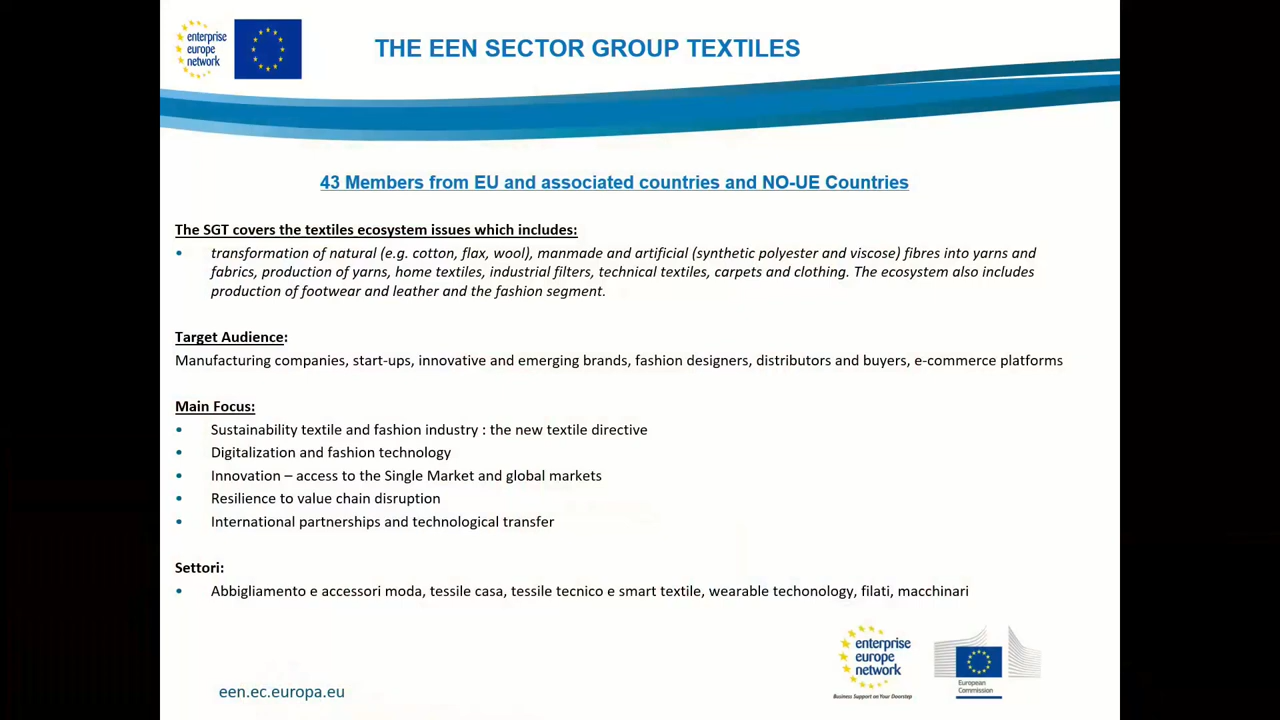 enterprise
europe
network
THE EEN SECTOR GROUP TEXTILES
43 Members from EU and associated countries and NO-UE Countries
The SGT covers the textiles ecosystem issues which includes:
• transformation of natural (e.g. cotton, flax, wool), manmade and artificial (synthetic polyester and viscose) fibres into yarns and
fabrics, production of yarns, home textiles, industrial filters, technical textiles, carpets and clothing. The ecosystem also includes
production of footwear and leather and the fashion segment.
Target Audience:
Manufacturing companies, start-ups, innovative and emerging brands, fashion designers, distributors and buyers, e-commerce platforms
Main Focus:
• Sustainability textile and fashion industry : the new textile directive
• Digitalization and fashion technology
• Innovation – access to the Single Market and global markets
• Resilience to value chain disruption
• International partnerships and technological transfer
Settori:
• Abbigliamento e accessori moda, tessile casa, tessile tecnico e smart textile, wearable techonology, filati, macchinari
een.ec.europa.eu
enterprise
europe
network
Business Support on Your Doorstep
European
Commission